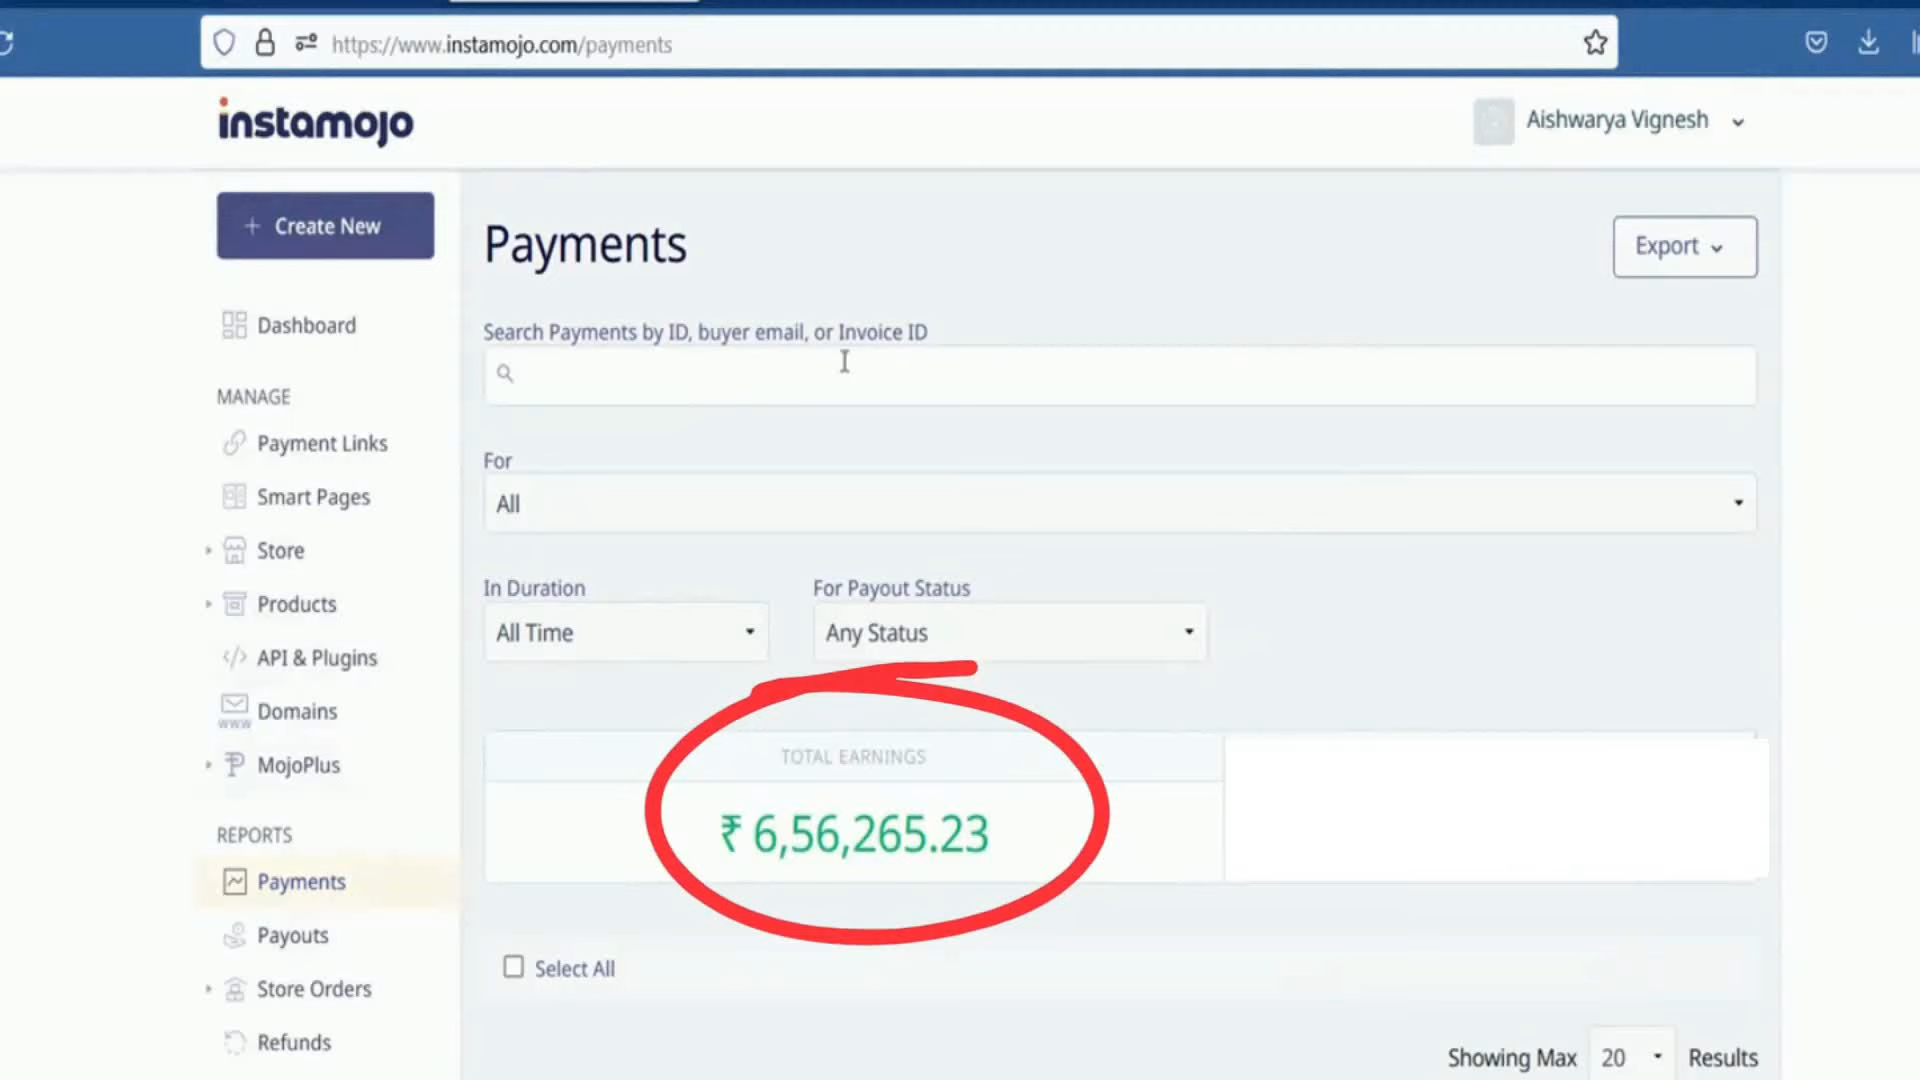 https://www.instamojo.com/payments
instamojo
Aishwarya Vignesh
+ Create New
Payments
Export
Dashboard
Search Payments by ID, buyer email, or Invoice ID
MANAGE
Payment Links
For
Smart Pages
All
Store
In Duration
For Payout Status
Products
All Time
Any Status
API & Plugins
www
Domains
MojoPlus
TOTAL EARNINGS
₹ 6,56,265.23
REPORTS
Payments
Payouts
Select All
Store Orders
Refunds
Showing Max 20 Results